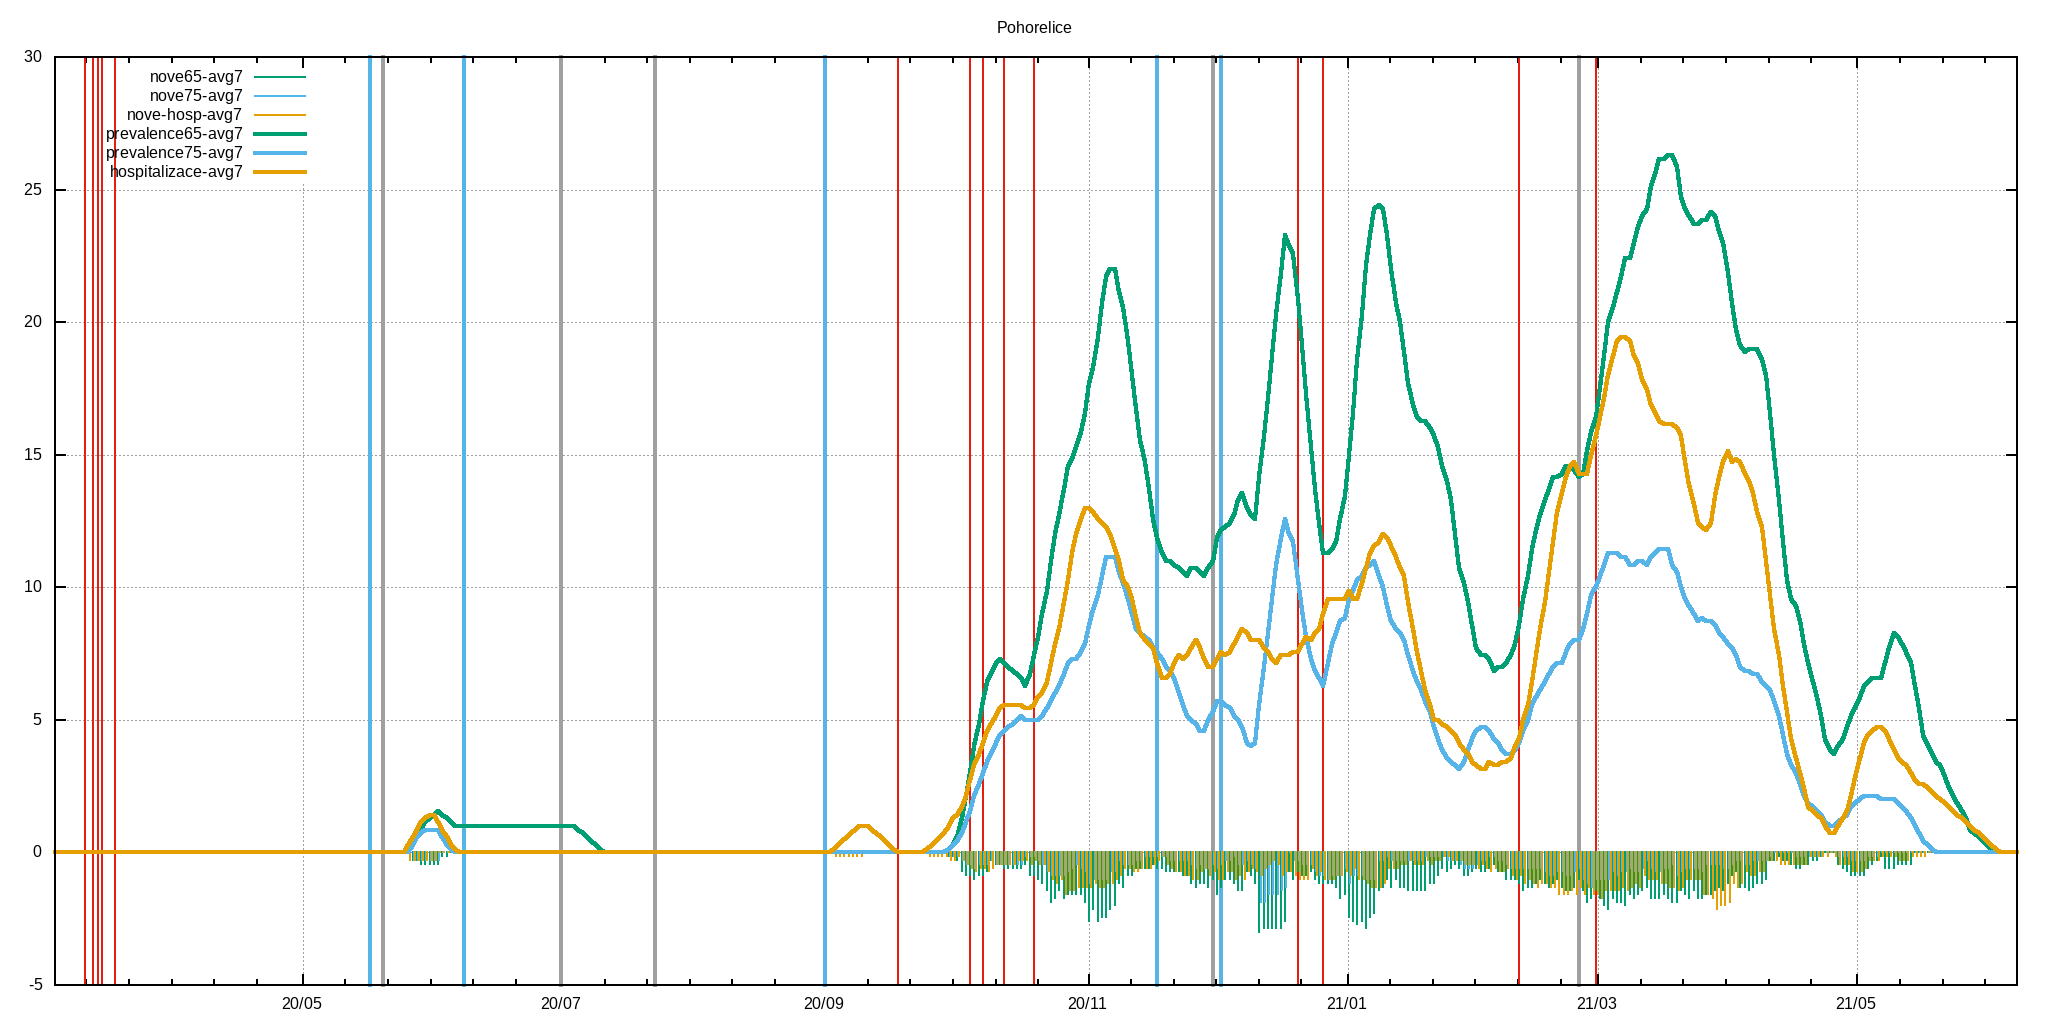 Pohorelice
30
25
20
15
10
5
0
-5
nove65-avg7
nove75-avg7
nove-hosp-avg7
prevalence65-avg7
prevalence75-avg7
hospitalizace-avg7
20/05
20/07
20/09
20/11
21/01
21/03
21/05